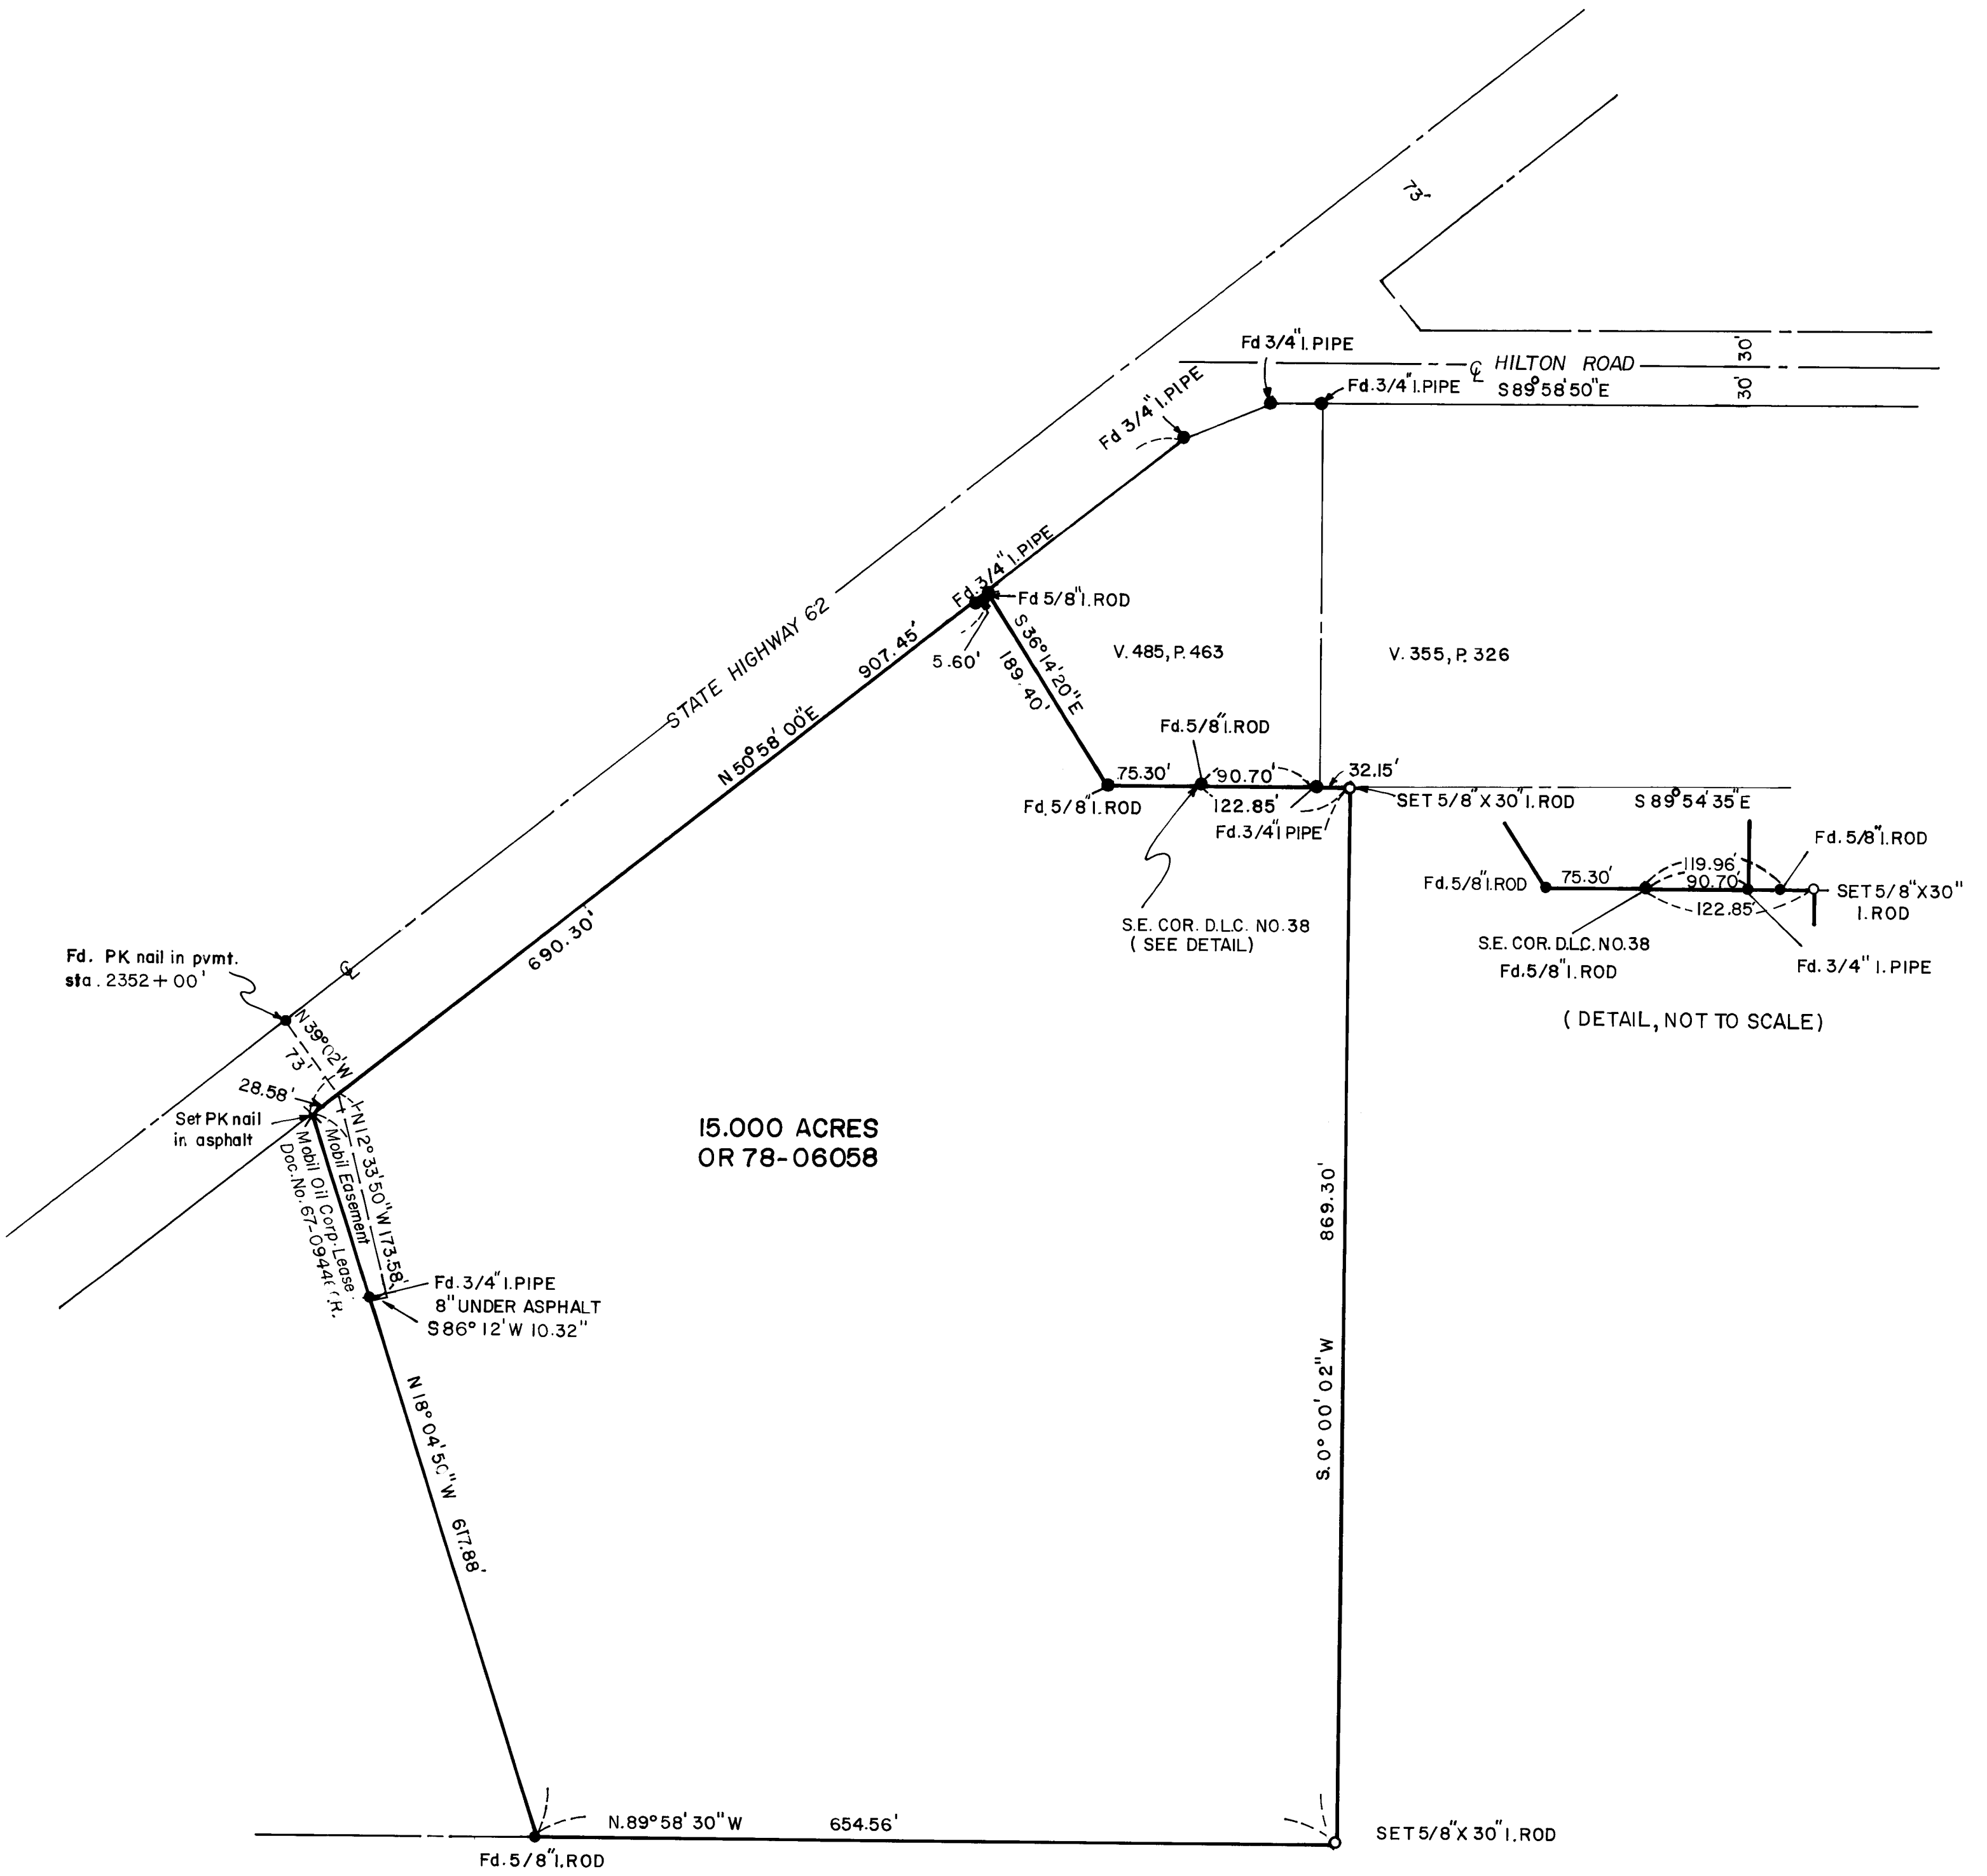 73'
Fd 3/4" I. PIPE
℄ HILTON ROAD
30'
30'
Fd. 3/4" I. PIPE
S 89° 58' 50" E
Fd 3/4" I. PIPE
STATE HIGHWAY 62
Fd. 3/4" I. PIPE
Fd 5/8" I. ROD
5.60'
907.45'
N 50° 58' 00" E
690.30'
S 36° 14' 20" E
189.40'
V. 485, P. 463
V. 355, P. 326
Fd. 5/8" I. ROD
75.30'
90.70'
32.15'
Fd. 5/8" I. ROD
122.85'
Fd. 3/4" I PIPE
SET 5/8" X 30" I. ROD
S 89° 54' 35" E
S.E. COR. D.L.C. NO. 38
( SEE DETAIL)
Fd. 5/8" I. ROD
119.96'
Fd. 5/8" I. ROD
75.30'
90.70'
122.85'
SET 5/8" X 30"
I. ROD
S.E. COR. D.L.C. NO. 38
Fd. 5/8" I. ROD
Fd. 3/4" I. PIPE
( DETAIL, NOT TO SCALE)
℄
Fd. PK nail in pvmt.
sta. 2352 + 00'
N 39° 02' W
73'
28.58'
Set PK nail
in asphalt
N 12° 33' 50" W 173.58'
Mobil Easement
Mobil Oil Corp. Lease
Doc. No.
Fd. 3/4" I. PIPE
8" UNDER ASPHALT
S 86° 12' W 10.32"
15.000 ACRES
OR 78-06058
869.30'
S. 0° 00' 02" W
N 18° 04' 50" W 617.88'
N. 89° 58' 30" W 654.56'
Fd. 5/8" I. ROD
SET 5/8" X 30" I. ROD